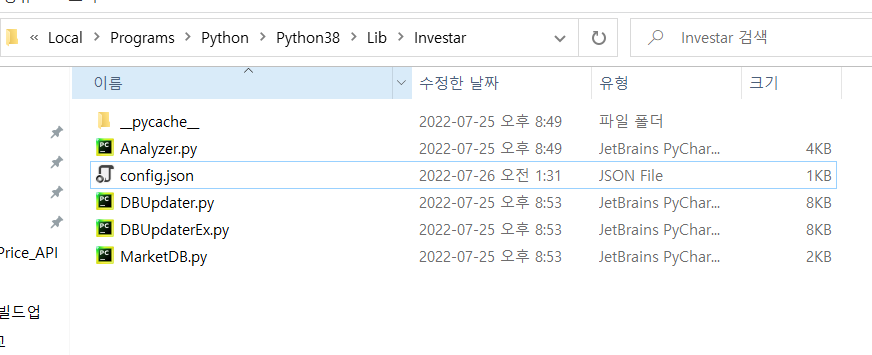 « Local > Programs > Python > Python38 > Lib > Investar
Investar 검색
이름 수정한 날짜 유형 크기
__pycache__ 2022-07-25 오후 8:49 파일 폴더
Analyzer.py 2022-07-25 오후 8:49 JetBrains PyChar... 4KB
config.json 2022-07-26 오전 1:31 JSON File 1KB
DBUpdater.py 2022-07-25 오후 8:53 JetBrains PyChar... 8KB
DBUpdaterEx.py 2022-07-25 오후 8:53 JetBrains PyChar... 8KB
Price_API
MarketDB.py 2022-07-25 오후 8:53 JetBrains PyChar... 2KB
빌드업